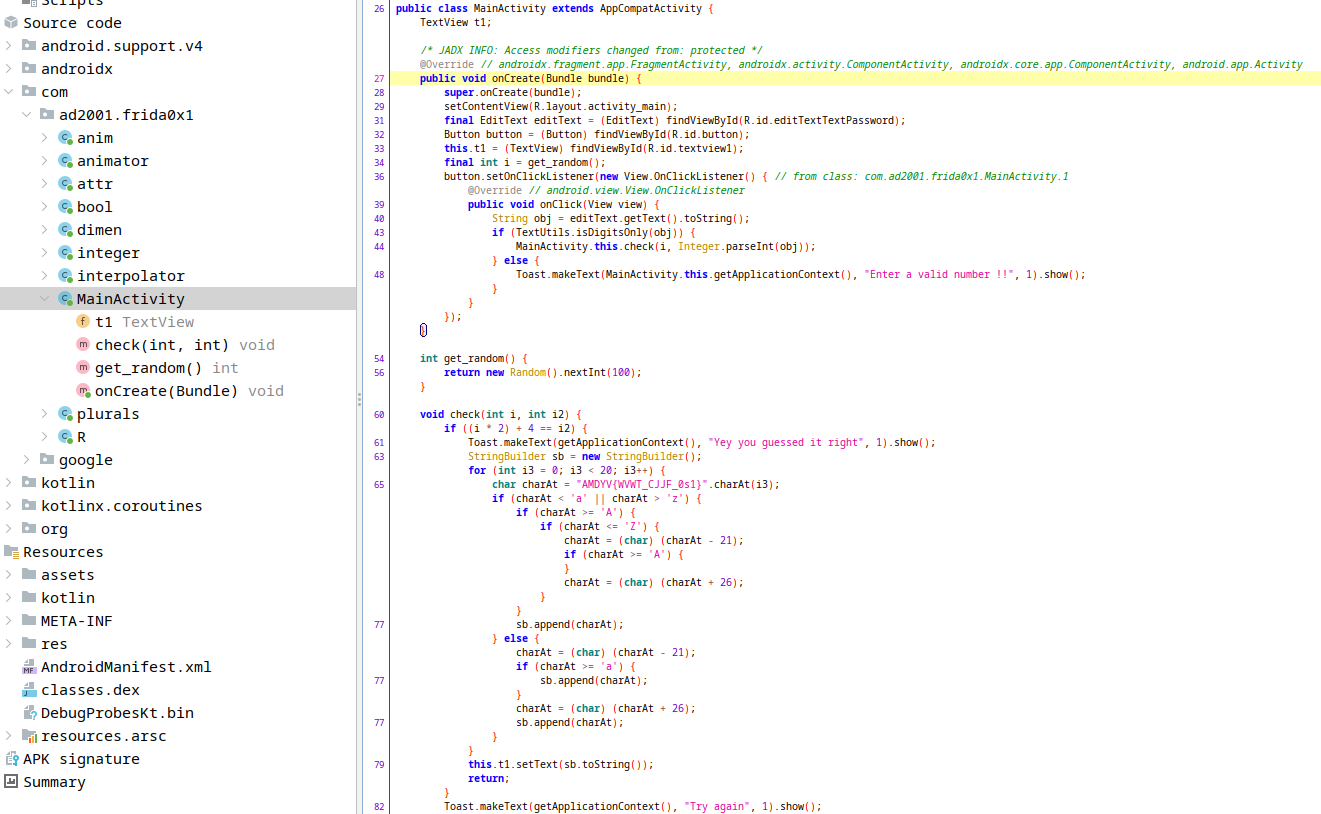 Scripts
Source code
android.support.v4
androidx
com
ad2001.frida0x1
anim
animator
attr
bool
dimen
integer
interpolator
MainActivity
t1 TextView
check(int, int) void
get_random() int
onCreate(Bundle) void
plurals
R
google
kotlin
kotlinx.coroutines
org
Resources
assets
kotlin
META-INF
res
AndroidManifest.xml
classes.dex
DebugProbesKt.bin
resources.arsc
APK signature
Summary
26 public class MainActivity extends AppCompatActivity {
TextView t1;
/* JADX INFO: Access modifiers changed from: protected */
@Override // androidx.fragment.app.FragmentActivity, androidx.activity.ComponentActivity, androidx.core.app.ComponentActivity, android.app.Activity
27 public void onCreate(Bundle bundle) {
28 super.onCreate(bundle);
29 setContentView(R.layout.activity_main);
31 final EditText editText = (EditText) findViewById(R.id.editTextTextPassword);
32 Button button = (Button) findViewById(R.id.button);
33 this.t1 = (TextView) findViewById(R.id.textview1);
34 final int i = get_random();
36 button.setOnClickListener(new View.OnClickListener() { // from class: com.ad2001.frida0x1.MainActivity.1
@Override // android.view.View.OnClickListener
39 public void onClick(View view) {
40 String obj = editText.getText().toString();
43 if (TextUtils.isDigitsOnly(obj)) {
44 MainActivity.this.check(i, Integer.parseInt(obj));
} else {
48 Toast.makeText(MainActivity.this.getApplicationContext(), "Enter a valid number !!", 1).show();
}
}
});
}
54 int get_random() {
56 return new Random().nextInt(100);
}
60 void check(int i, int i2) {
if ((i * 2) + 4 == i2) {
61 Toast.makeText(getApplicationContext(), "Yey you guessed it right", 1).show();
63 StringBuilder sb = new StringBuilder();
for (int i3 = 0; i3 < 20; i3++) {
65 char charAt = "AMDYV{WVWT_CJJF_0s1}".charAt(i3);
if (charAt < 'a' || charAt > 'z') {
if (charAt >= 'A') {
if (charAt <= 'Z') {
charAt = (char) (charAt - 21);
if (charAt >= 'A') {
}
charAt = (char) (charAt + 26);
}
}
77 sb.append(charAt);
} else {
charAt = (char) (charAt - 21);
if (charAt >= 'a') {
77 sb.append(charAt);
}
charAt = (char) (charAt + 26);
77 sb.append(charAt);
}
}
79 this.t1.setText(sb.toString());
return;
}
82 Toast.makeText(getApplicationContext(), "Try again", 1).show();